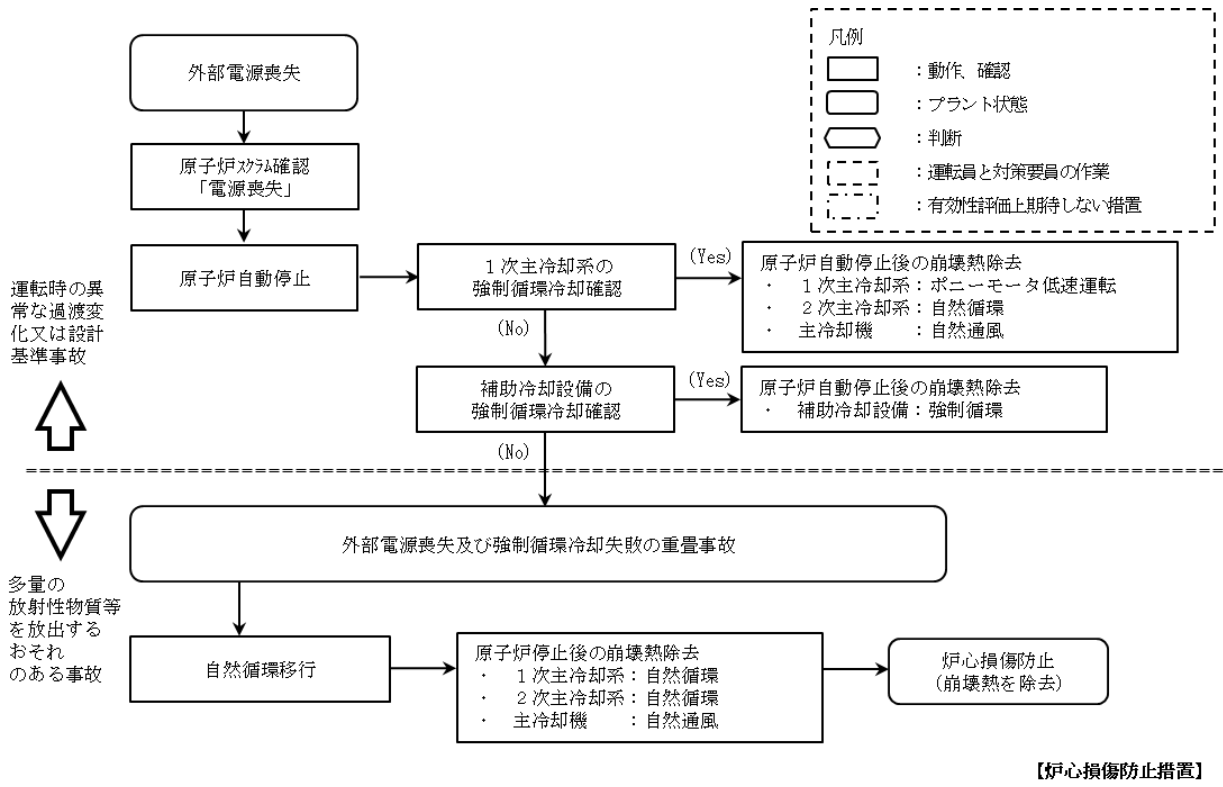 凡例
：動作、確認
：プラント状態
：判断
：運転員と対策要員の作業
：有効性評価上期待しない措置
外部電源喪失
原子炉ｽｸﾗﾑ確認
「電源喪失」
原子炉自動停止
１次主冷却系の
強制循環冷却確認
(Yes)
原子炉自動停止後の崩壊熱除去
・ １次主冷却系：ポニーモータ低速運転
・ ２次主冷却系：自然循環
・ 主冷却機　　：自然通風
(No)
補助冷却設備の
強制循環冷却確認
(Yes)
原子炉自動停止後の崩壊熱除去
・ 補助冷却設備：強制循環
(No)
運転時の異
常な過渡変
化又は設計
基準事故
多量の
放射性物質等
を放出する
おそれ
のある事故
外部電源喪失及び強制循環冷却失敗の重畳事故
自然循環移行
原子炉停止後の崩壊熱除去
・ １次主冷却系：自然循環
・ ２次主冷却系：自然循環
・ 主冷却機　　：自然通風
炉心損傷防止
(崩壊熱を除去)
【炉心損傷防止措置】